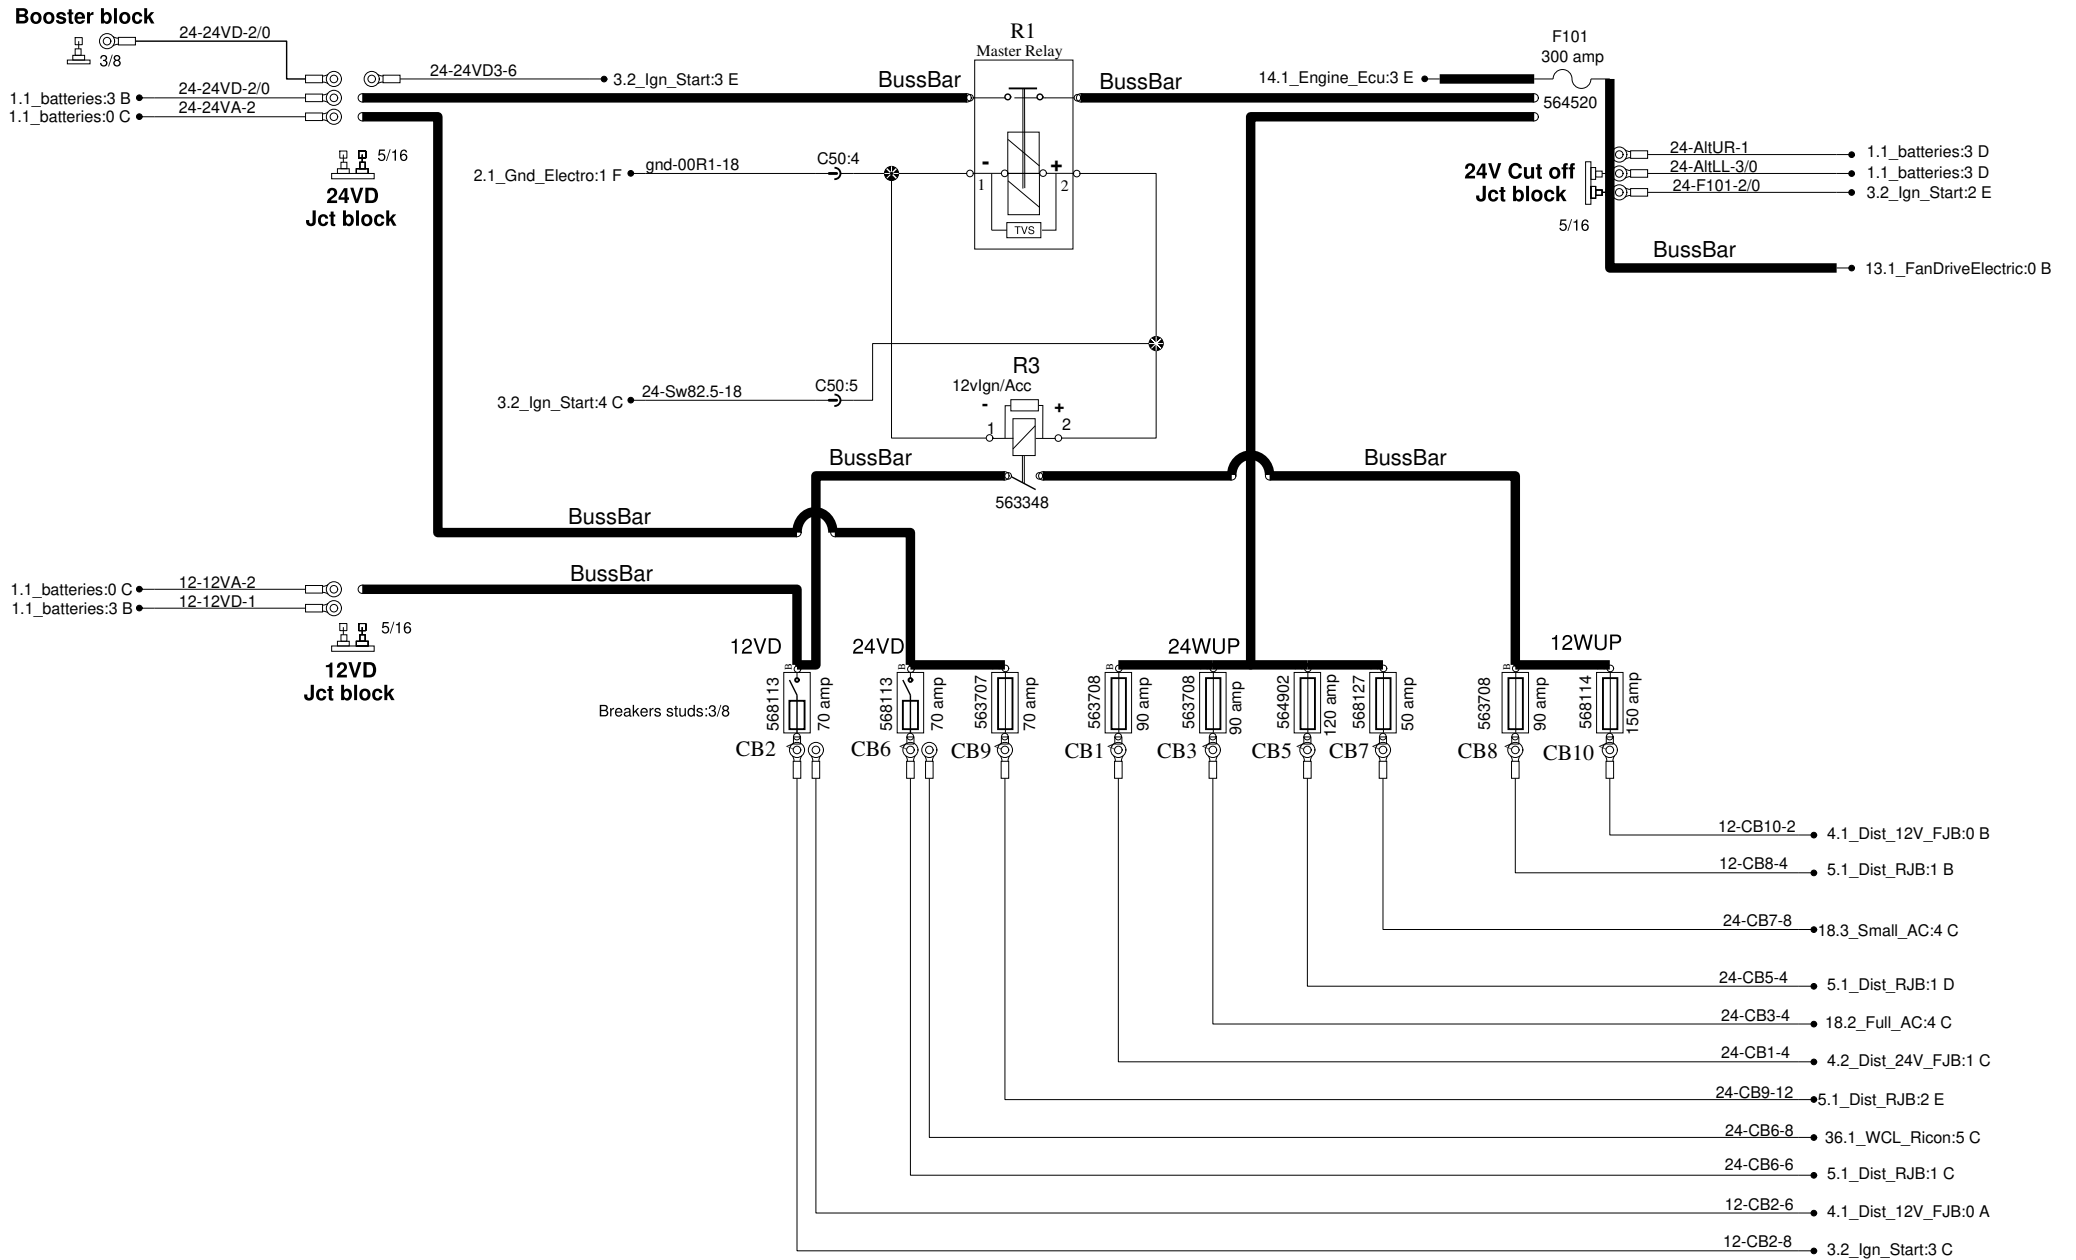 Booster block
24-24VD-2/0
3/8
24-24VD3-6
3.2_Ign_Start:3 E
1.1_batteries:3 B
24-24VD-2/0
1.1_batteries:0 C
24-24VA-2
5/16
24VD
Jct block
BussBar
R1
Master Relay
BussBar
14.1_Engine_Ecu:3 E
F101
300 amp
564520
2.1_Gnd_Electro:1 F
gnd-00R1-18
C50:4
-
+
1
2
TVS
24V Cut off
Jct block
5/16
24-AltUR-1
1.1_batteries:3 D
24-AltLL-3/0
1.1_batteries:3 D
24-F101-2/0
3.2_Ign_Start:2 E
BussBar
13.1_FanDriveElectric:0 B
3.2_Ign_Start:4 C
24-Sw82.5-18
C50:5
R3
12vIgn/Acc
-
+
1
2
563348
BussBar
BussBar
BussBar
BussBar
1.1_batteries:0 C
12-12VA-2
1.1_batteries:3 B
12-12VD-1
5/16
12VD
Jct block
Breakers studs:3/8
12VD
24VD
24WUP
12WUP
B
B
B
B
568113
70 amp
568113
70 amp
563707
70 amp
563708
90 amp
563708
90 amp
564902
120 amp
568127
50 amp
563708
90 amp
568114
150 amp
CB2
CB6
CB9
CB1
CB3
CB5
CB7
CB8
CB10
12-CB10-2
4.1_Dist_12V_FJB:0 B
12-CB8-4
5.1_Dist_RJB:1 B
24-CB7-8
18.3_Small_AC:4 C
24-CB5-4
5.1_Dist_RJB:1 D
24-CB3-4
18.2_Full_AC:4 C
24-CB1-4
4.2_Dist_24V_FJB:1 C
24-CB9-12
5.1_Dist_RJB:2 E
24-CB6-8
36.1_WCL_Ricon:5 C
24-CB6-6
5.1_Dist_RJB:1 C
12-CB2-6
4.1_Dist_12V_FJB:0 A
12-CB2-8
3.2_Ign_Start:3 C